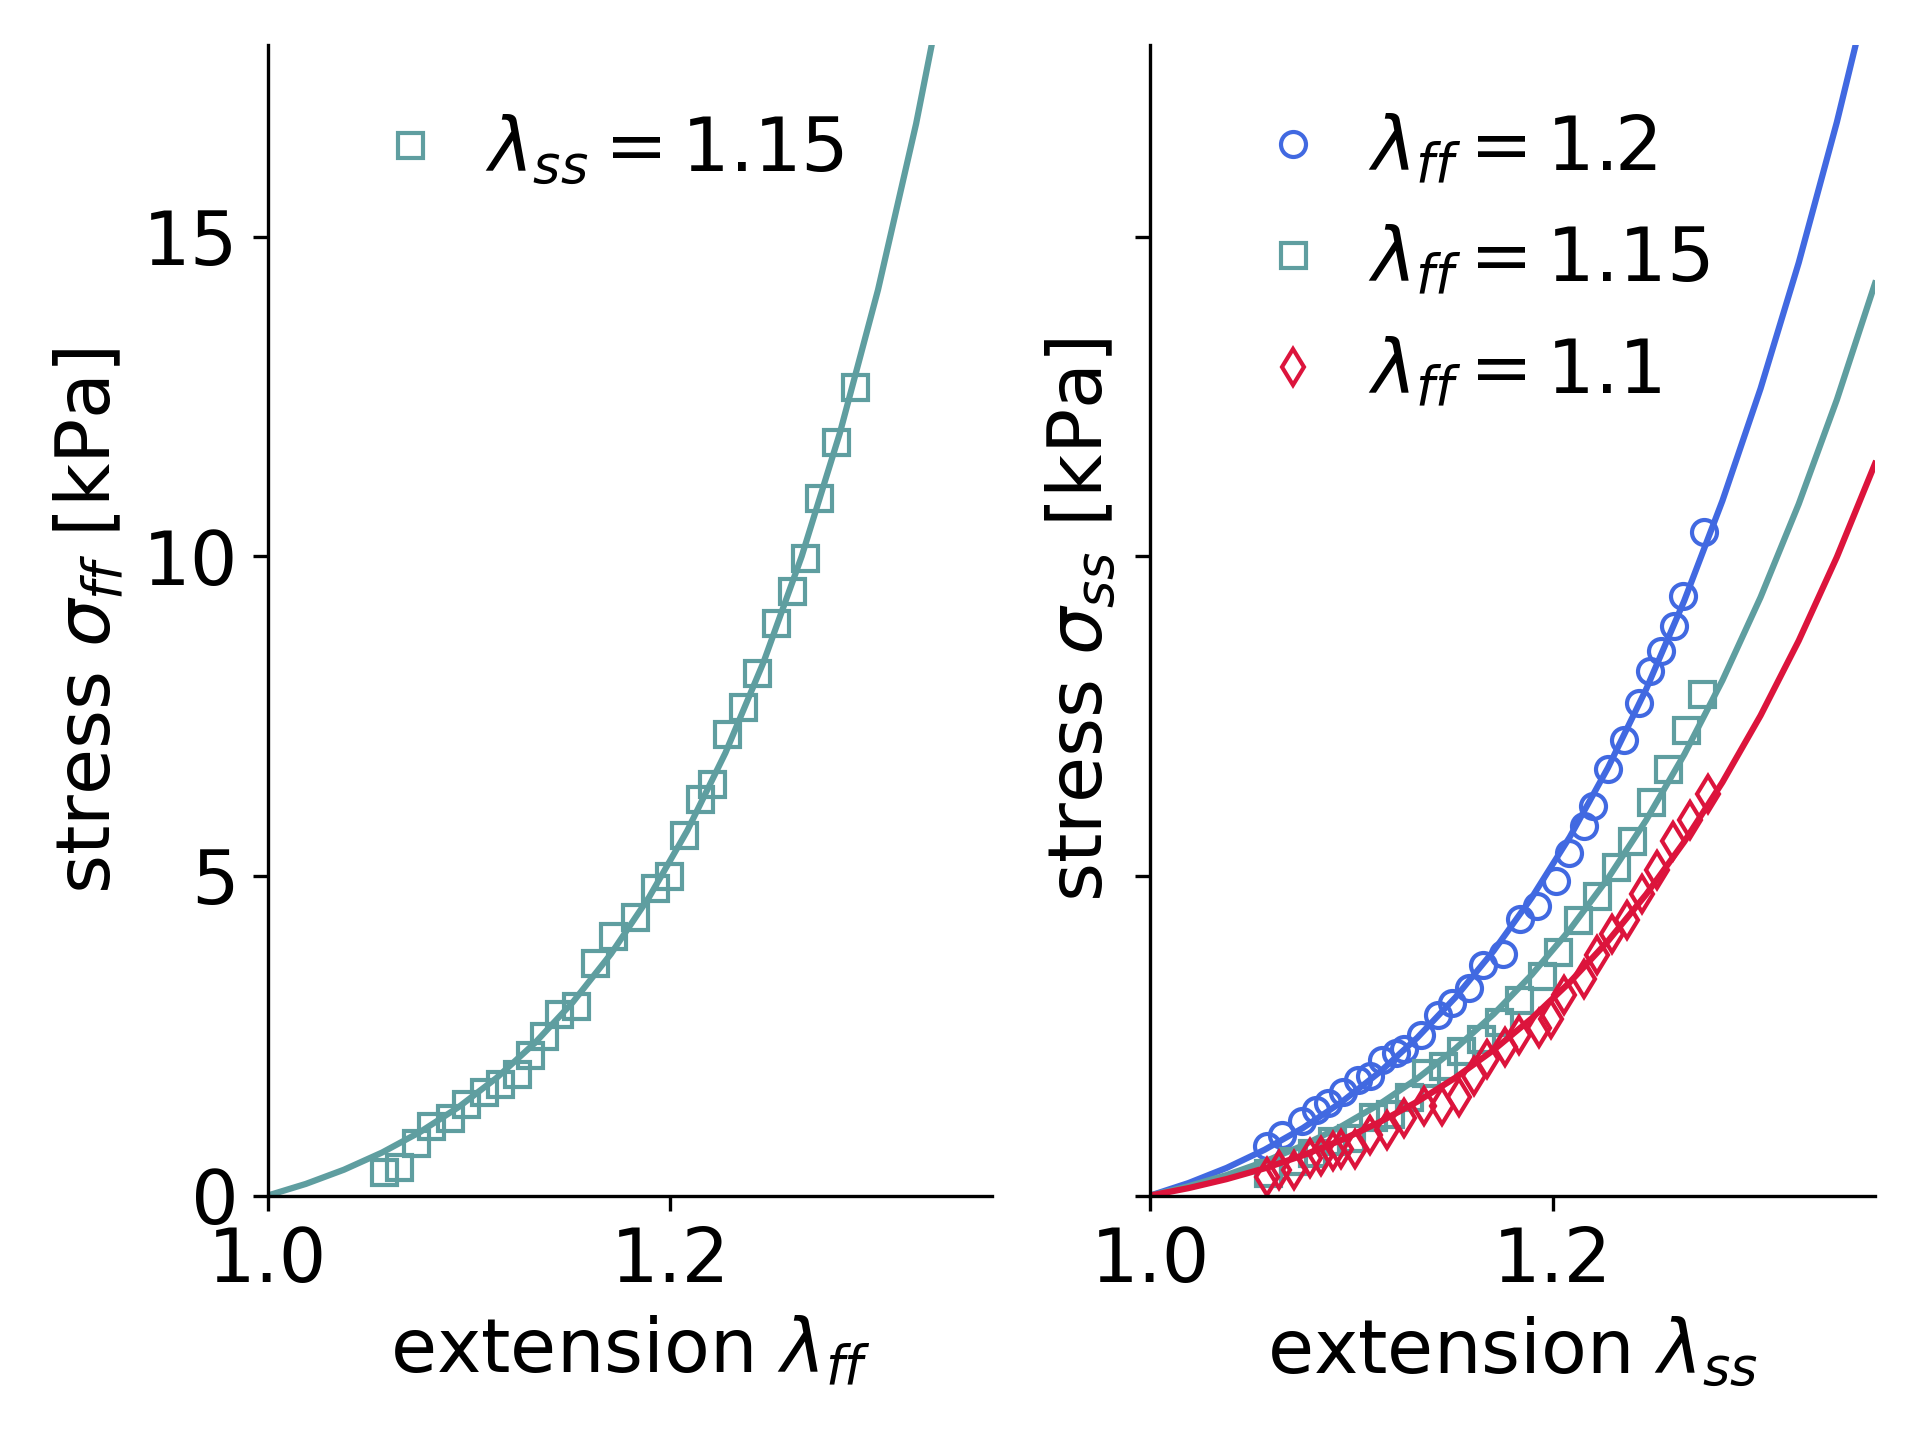 λss = 1.15
15
10
5
0
1.0
1.2
extension λff
stress σff [kPa]
λff = 1.2
λff = 1.15
λff = 1.1
1.0
1.2
extension λss
stress σss [kPa]